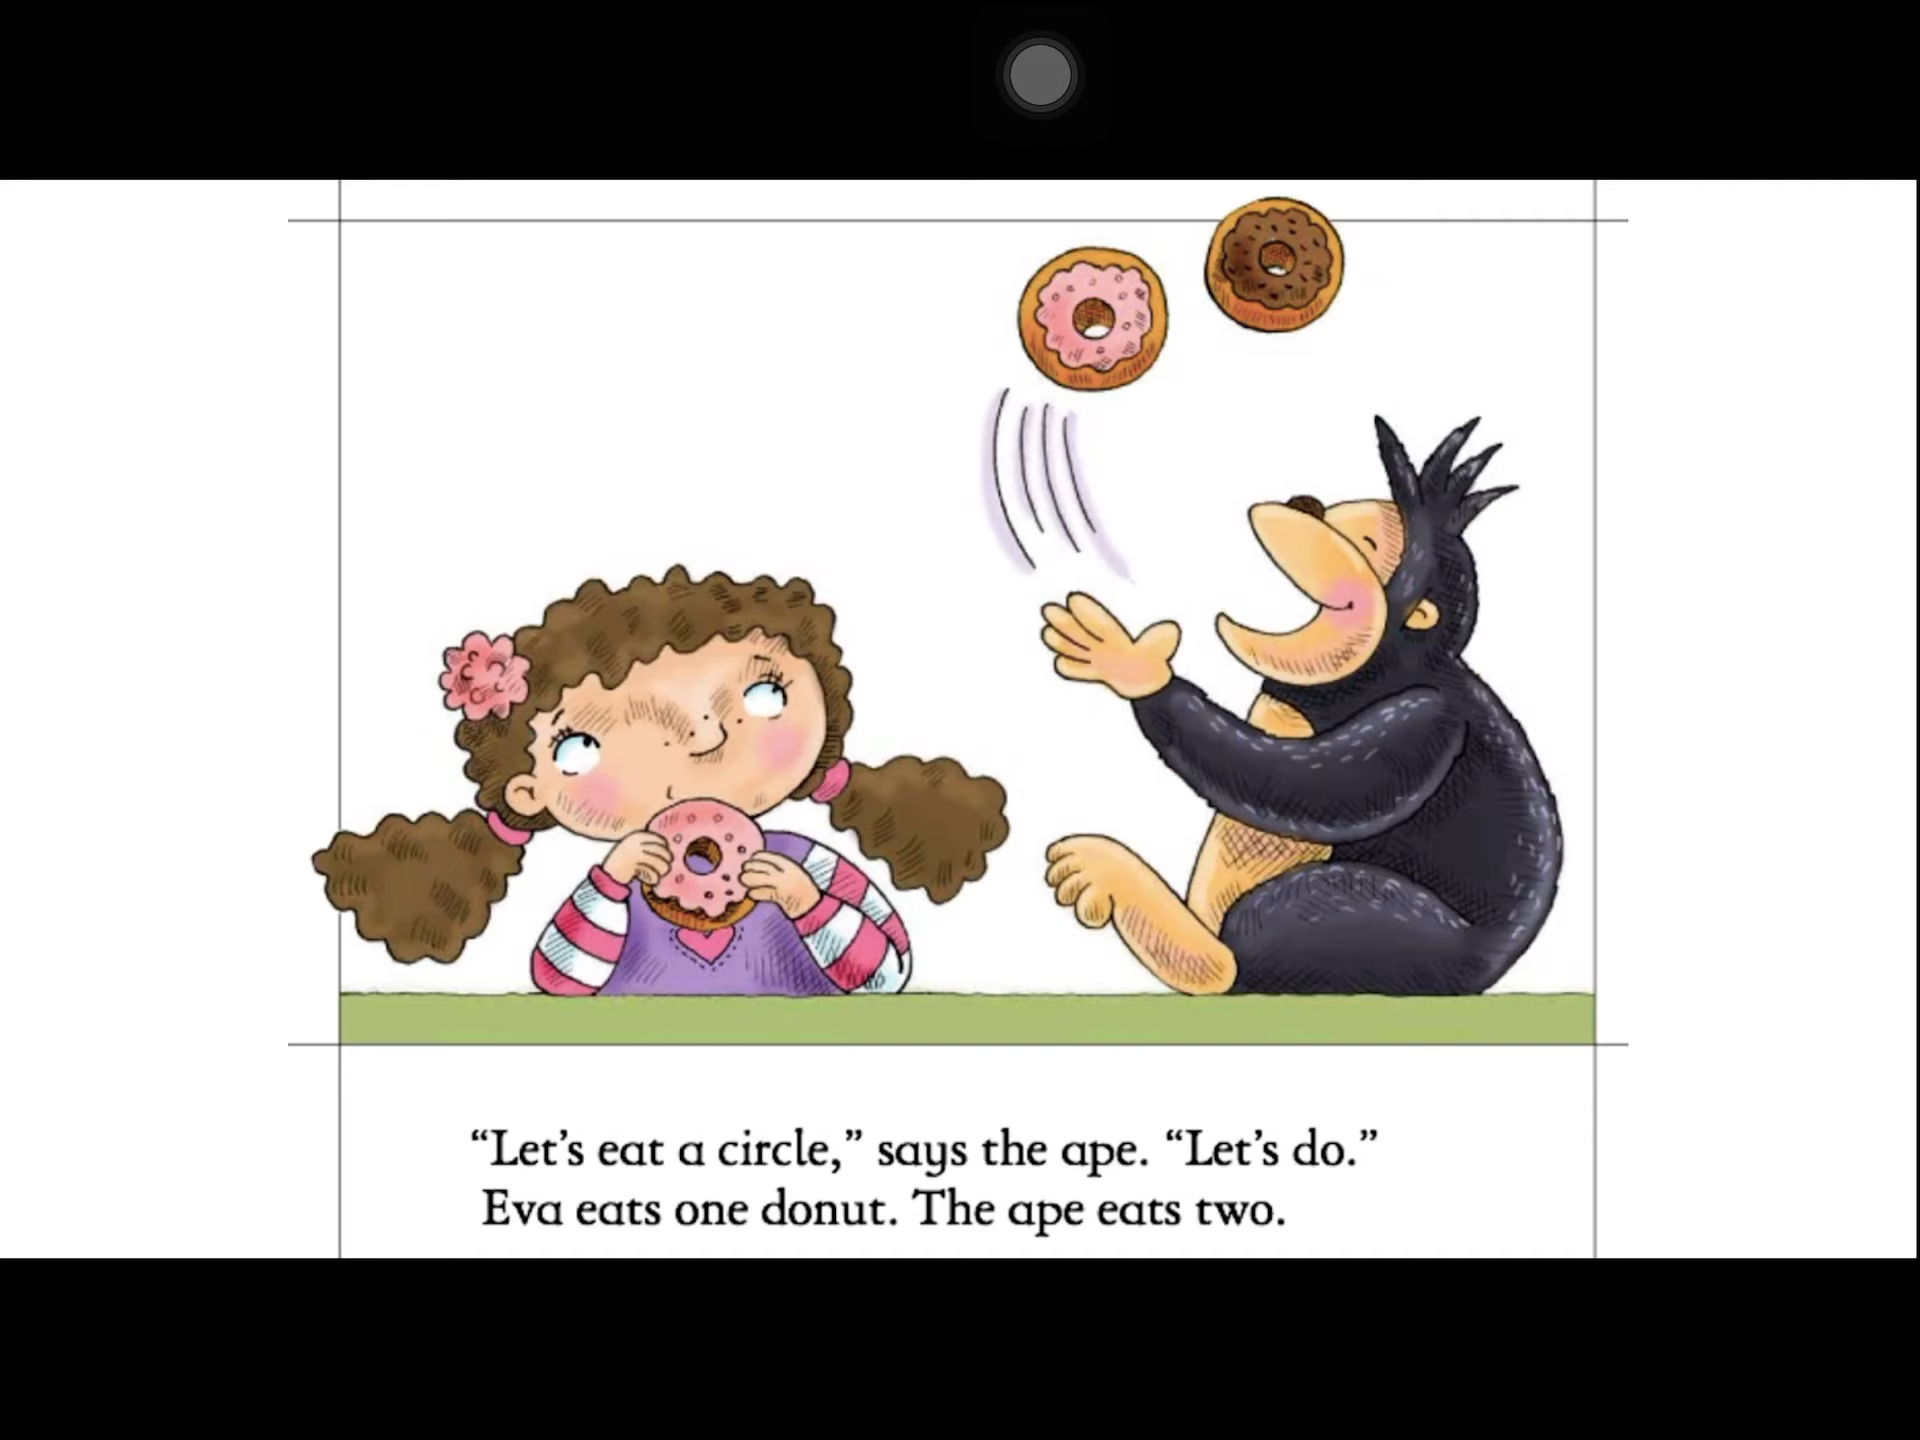 “Let’s eat a circle,” says the ape. “Let’s do.”
Eva eats one donut. The ape eats two.